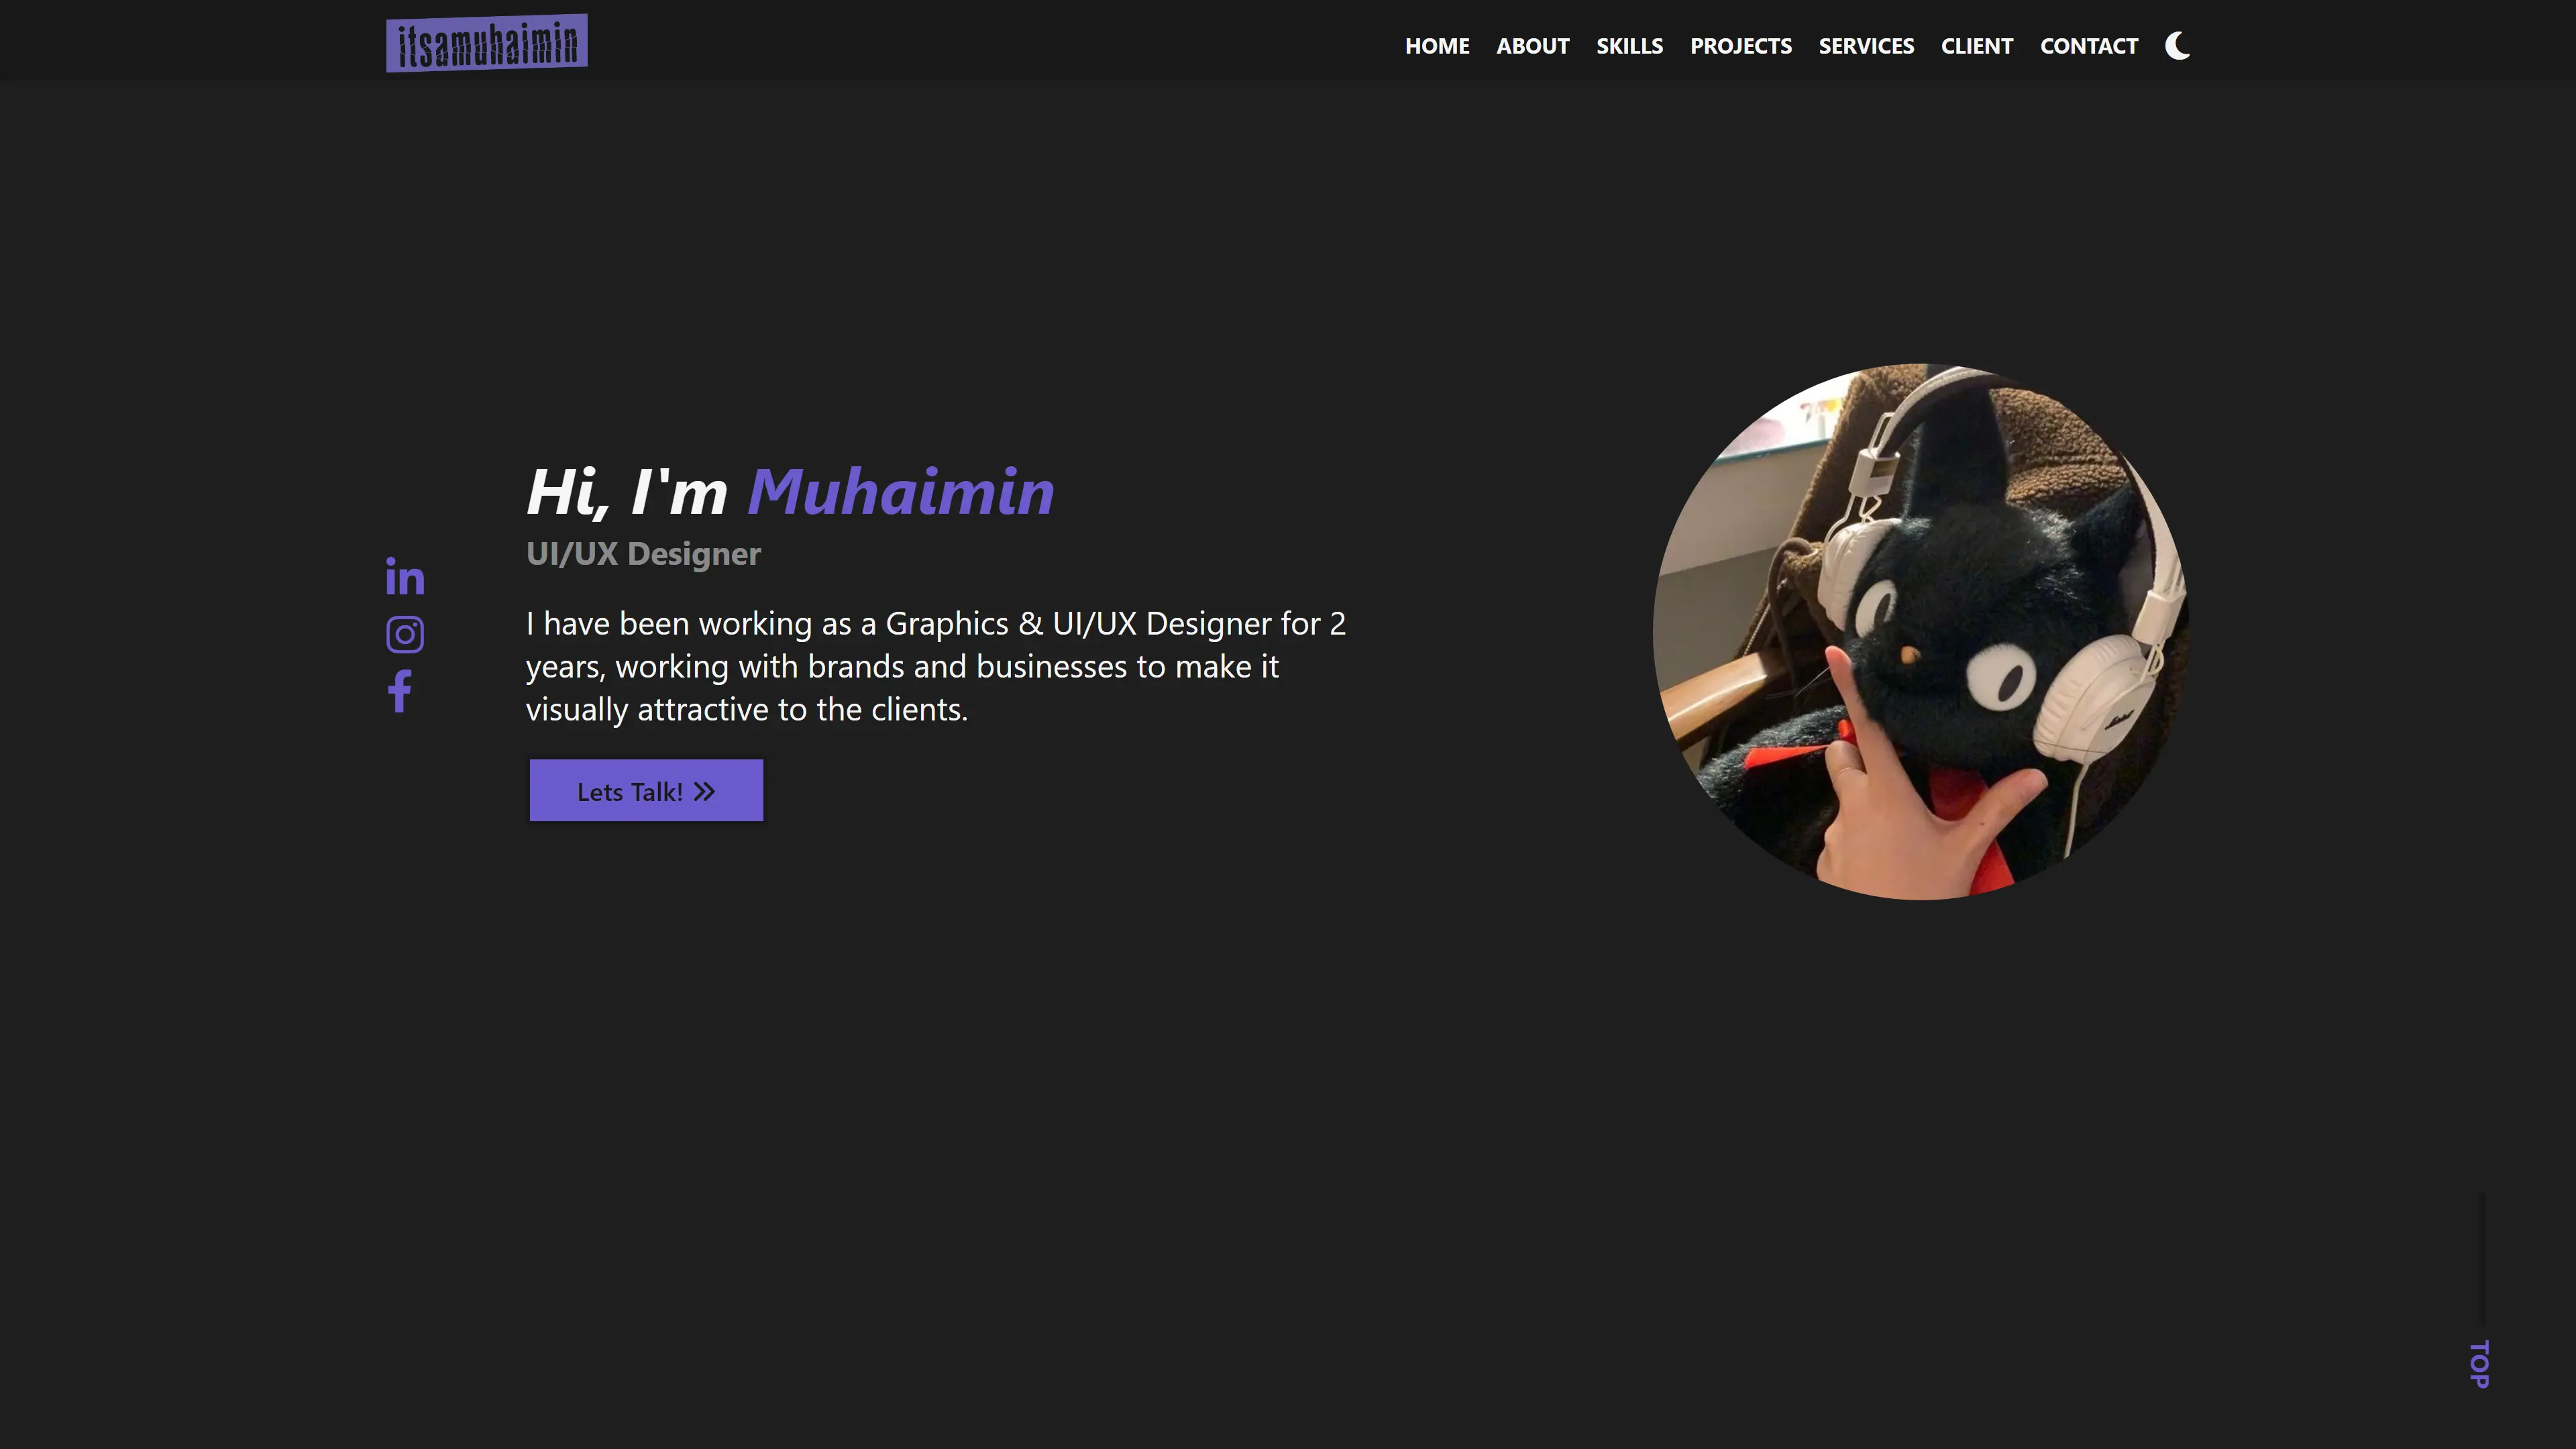 itsamuhaimin
HOME ABOUT SKILLS PROJECTS SERVICES CLIENT CONTACT
Hi, I'm Muhaimin
UI/UX Designer
I have been working as a Graphics & UI/UX Designer for 2
years, working with brands and businesses to make it
visually attractive to the clients.
Lets Talk!
TOP